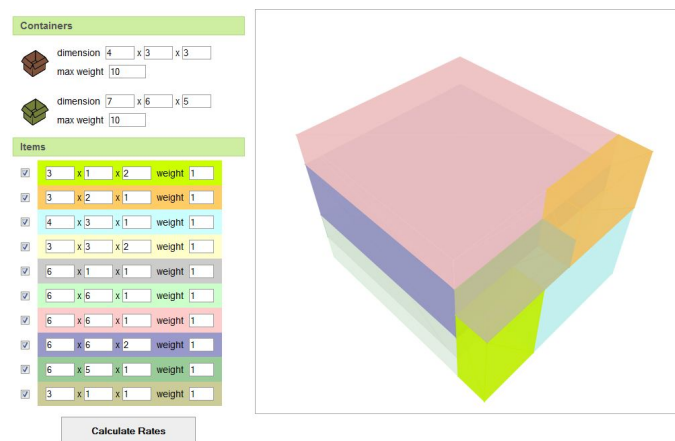 Containers
dimension 4 x 3 x 3
max weight 10
dimension 7 x 6 x 5
max weight 10
Items
3 x 1 x 2 weight 1
3 x 2 x 1 weight 1
4 x 3 x 1 weight 1
3 x 3 x 2 weight 1
6 x 1 x 1 weight 1
6 x 6 x 1 weight 1
6 x 6 x 1 weight 1
6 x 6 x 2 weight 1
6 x 5 x 1 weight 1
3 x 1 x 1 weight 1
Calculate Rates